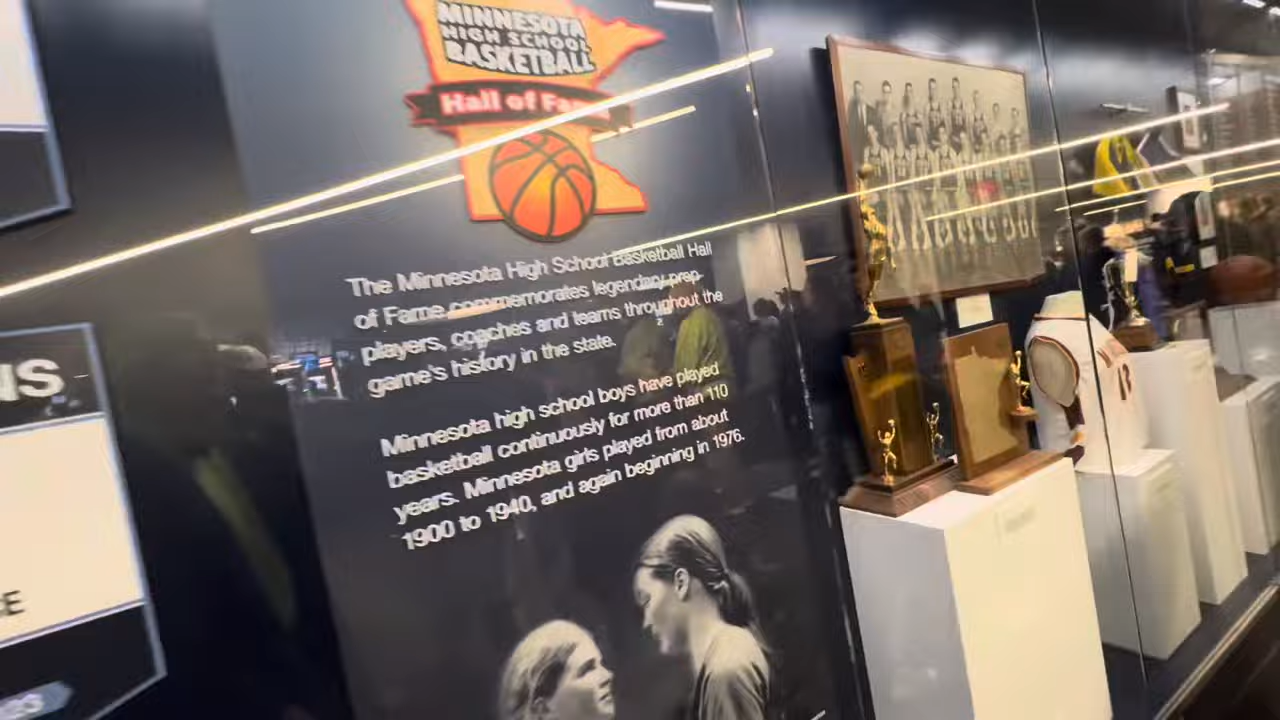 MINNESOTA
HIGH SCHOOL
BASKETBALL
Hall of Fame
The Minnesota High School Basketball Hall
of Fame commemorates legendary prep
players, coaches and teams throughout the
game's history in the state.
Minnesota high school boys have played
basketball continuously for more than 110
years. Minnesota girls played from about
1900 to 1940, and again beginning in 1976.
NS
CE
13